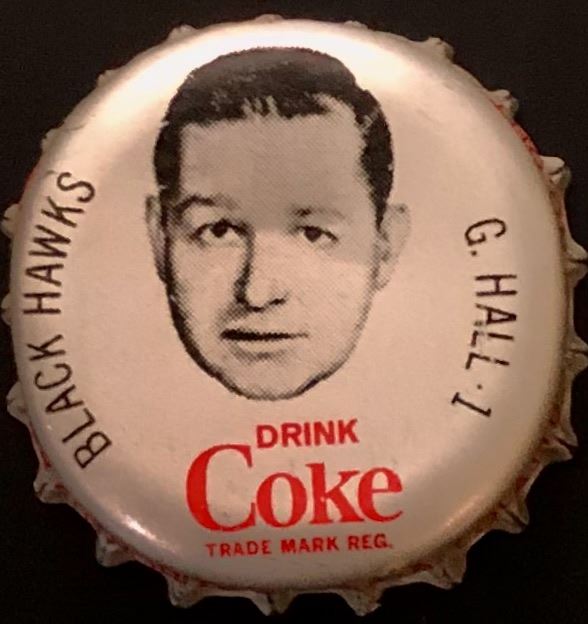 BLACK HAWKS
G. HALL · 1
DRINK
Coke
TRADE MARK REG.